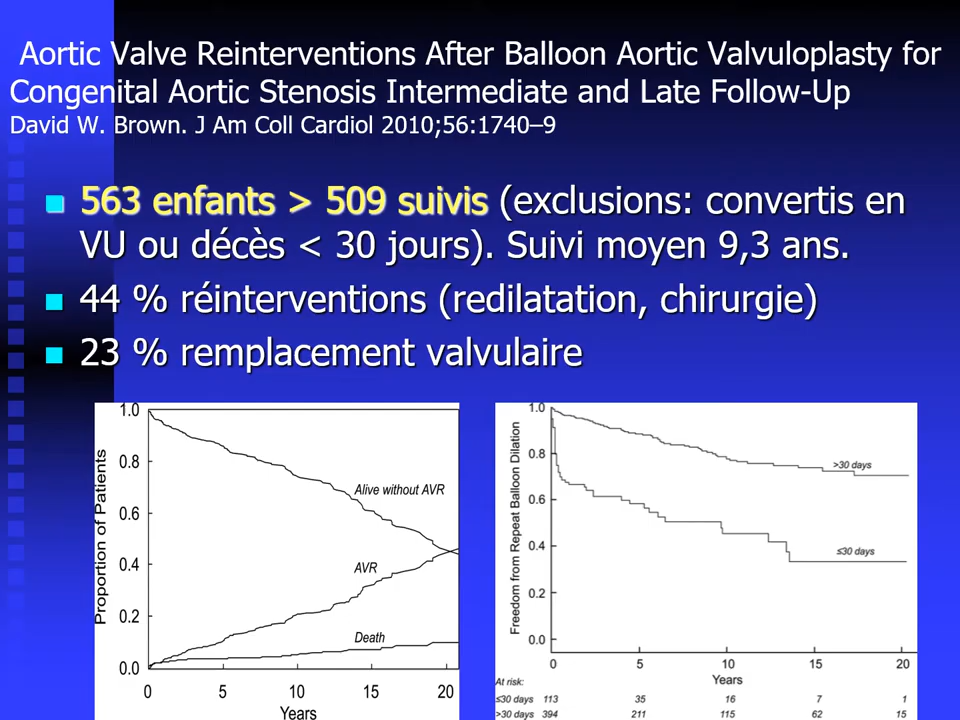 Aortic Valve Reinterventions After Balloon Aortic Valvuloplasty for
Congenital Aortic Stenosis Intermediate and Late Follow-Up
David W. Brown. J Am Coll Cardiol 2010;56:1740–9
563 enfants > 509 suivis (exclusions: convertis en
VU ou décès < 30 jours). Suivi moyen 9,3 ans.
44 % réinterventions (redilatation, chirurgie)
23 % remplacement valvulaire
Proportion of Patients
1.0
0.8
0.6
0.4
0.2
0.0
Alive without AVR
AVR
Death
0 5 10 15 20
Years
Freedom from Repeat Balloon Dilation
1.0
0.8
0.6
0.4
0.2
0.0
>30 days
≤30 days
0 5 10 15 20
Years
At risk:
≤30 days 113 35 16 7 1
>30 days 394 211 115 62 15